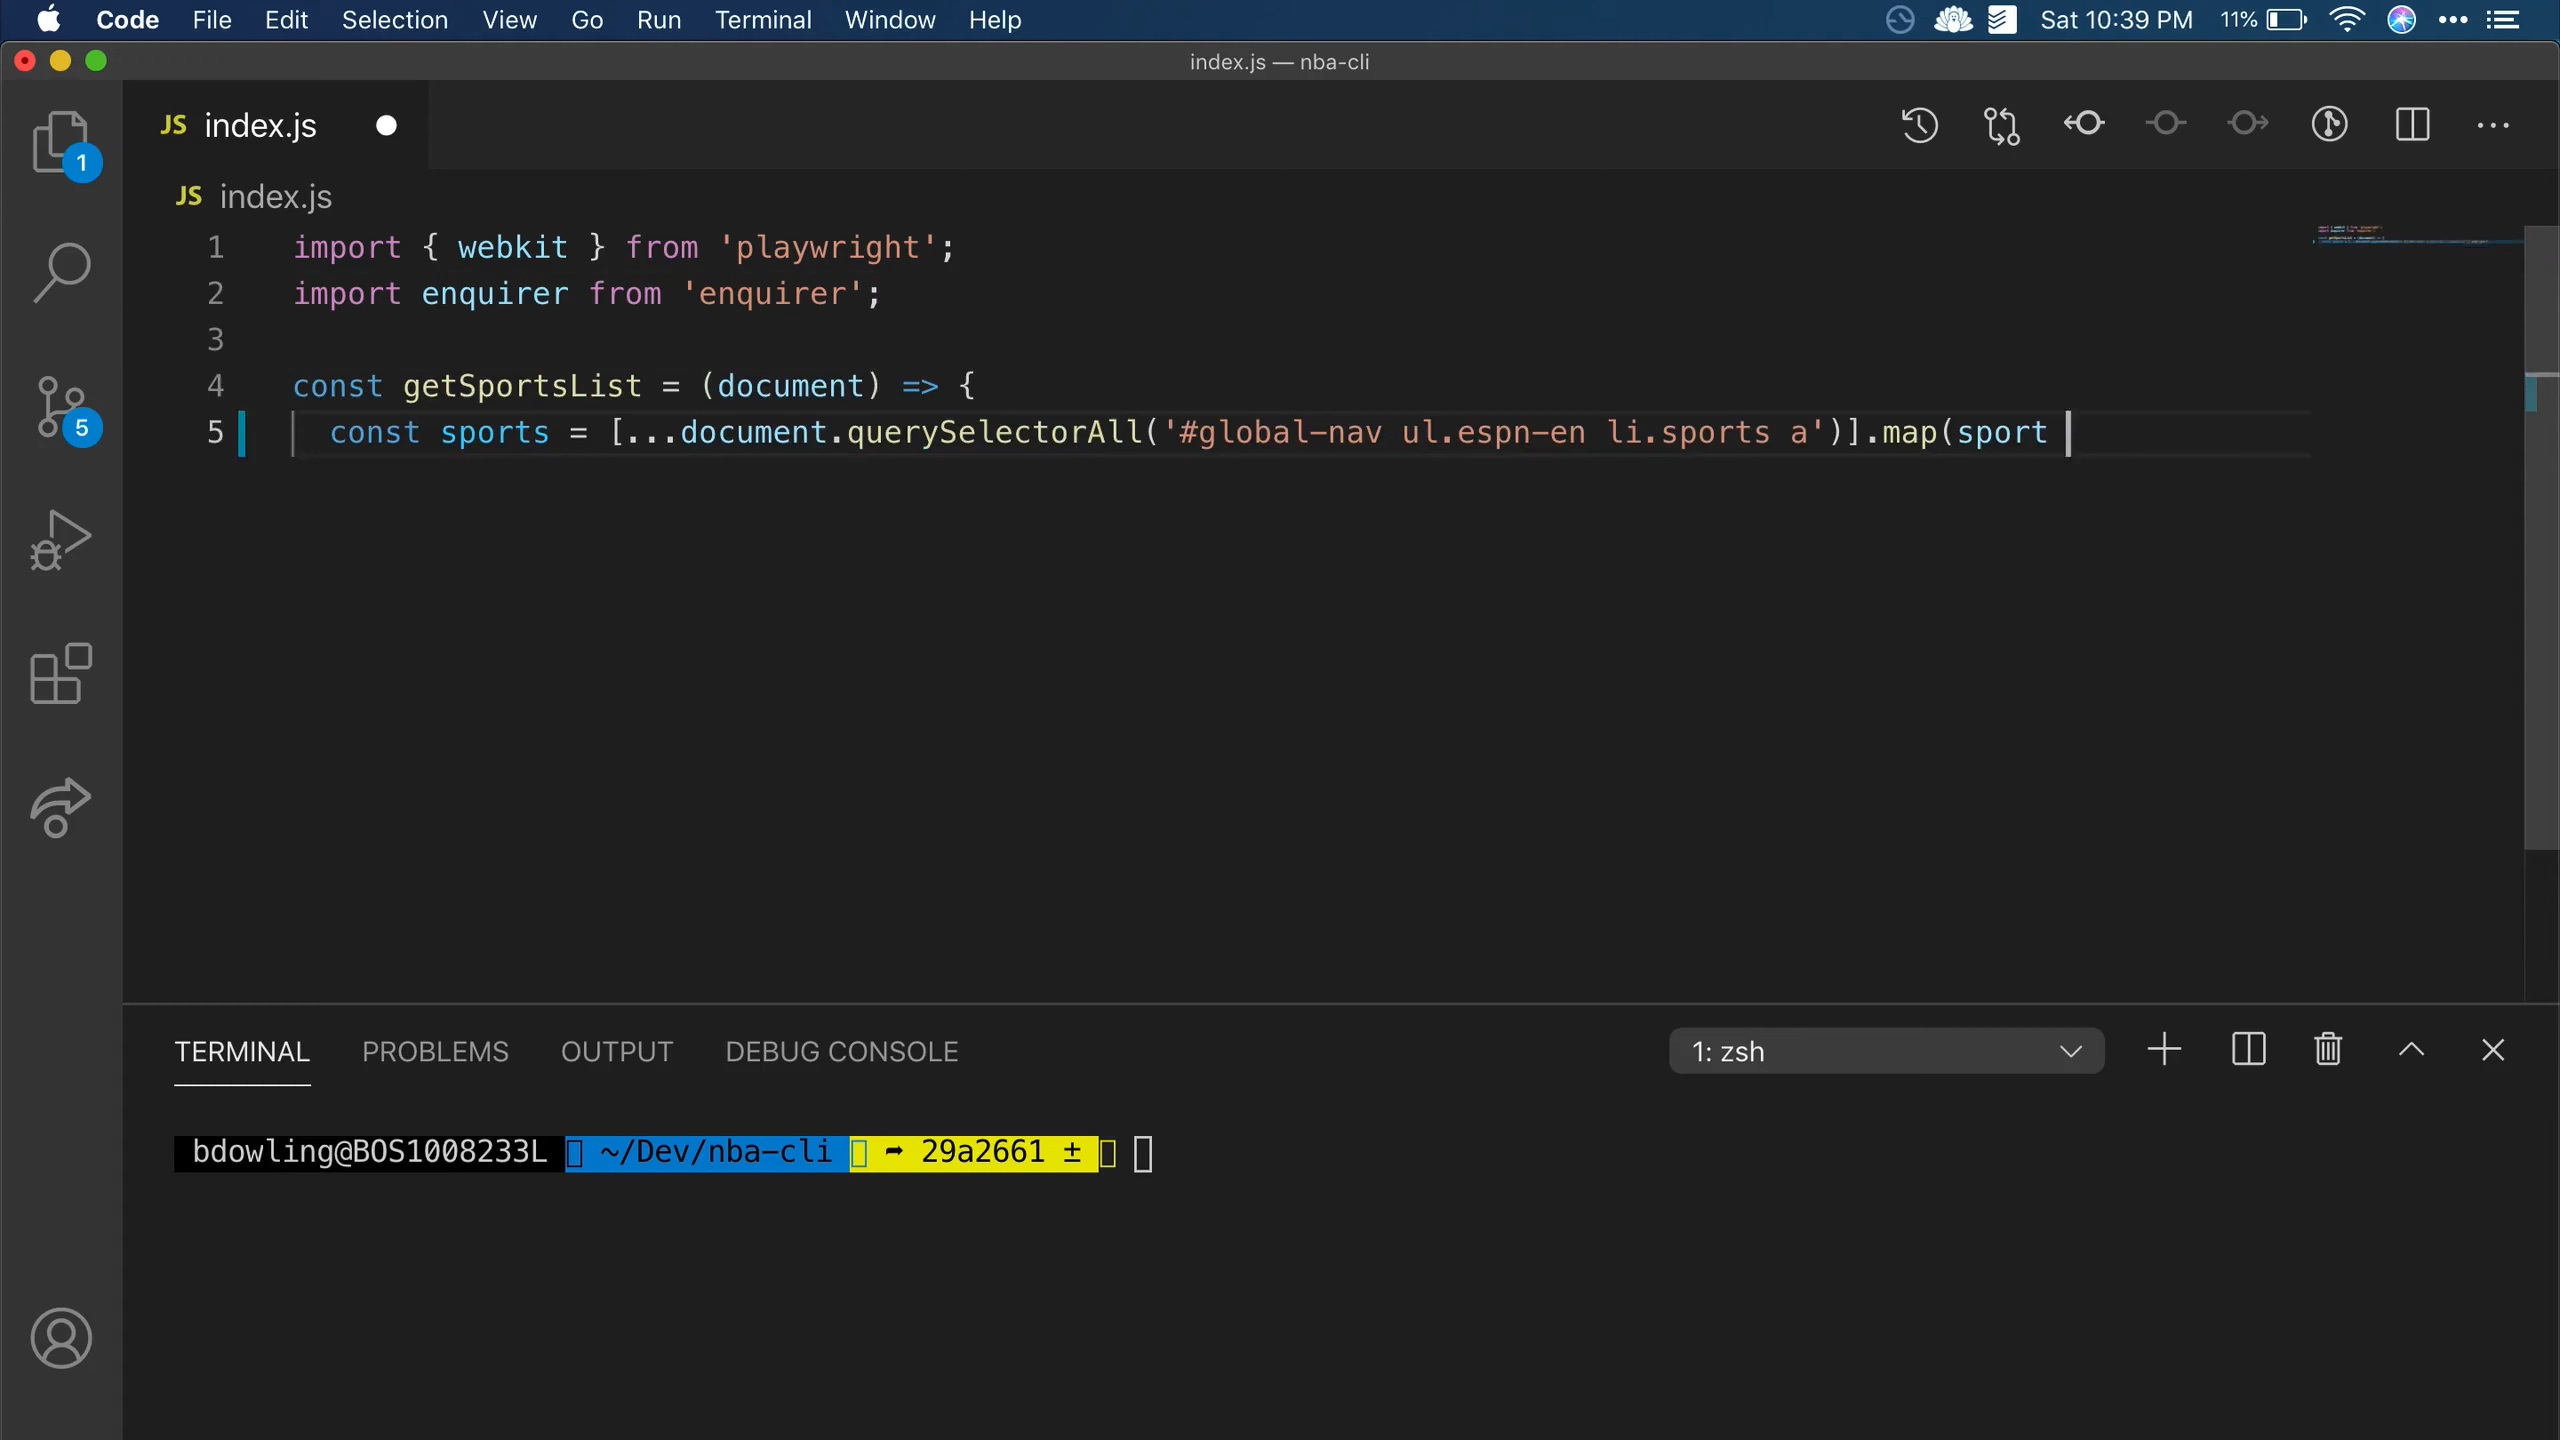 Code File Edit Selection View Go Run Terminal Window Help Sat 10:39 PM 11%
index.js — nba-cli
JS index.js
JS index.js
1
5
1 import { webkit } from 'playwright';
2 import enquirer from 'enquirer';
3
4 const getSportsList = (document) => {
5 const sports = [...document.querySelectorAll('#global-nav ul.espn-en li.sports a')].map(sport
TERMINAL PROBLEMS OUTPUT DEBUG CONSOLE 1: zsh
bdowling@BOS1008233L ~/Dev/nba-cli ➦ 29a2661 ±